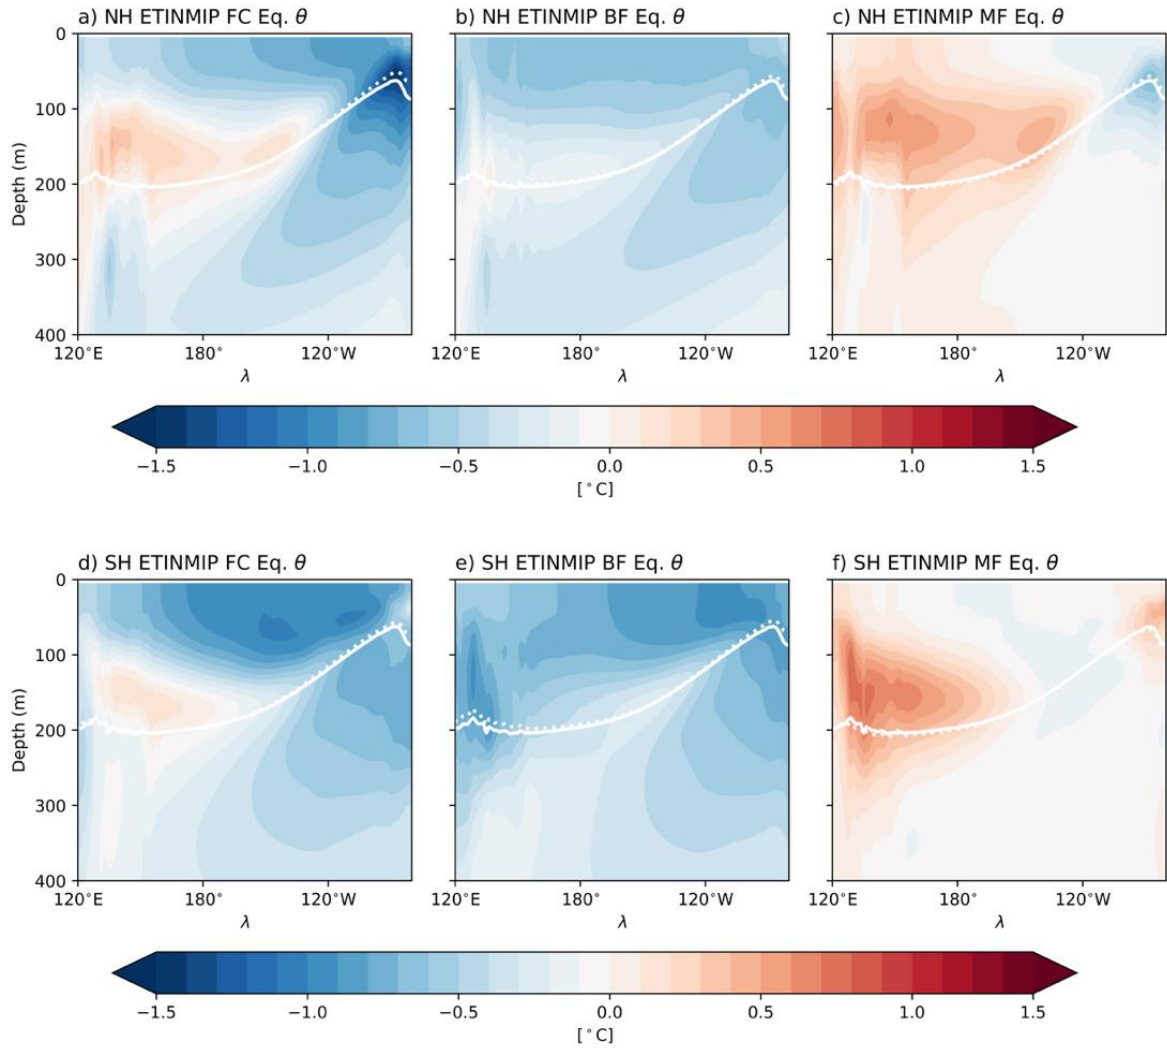 a) NH ETINMIP FC Eq. θ
b) NH ETINMIP BF Eq. θ
c) NH ETINMIP MF Eq. θ
0
100
200
300
400
Depth (m)
120°E 180° 120°W
λ
120°E 180° 120°W
λ
120°E 180° 120°W
λ
−1.5 −1.0 −0.5 0.0 0.5 1.0 1.5
[°C]
d) SH ETINMIP FC Eq. θ
e) SH ETINMIP BF Eq. θ
f) SH ETINMIP MF Eq. θ
0
100
200
300
400
Depth (m)
120°E 180° 120°W
λ
120°E 180° 120°W
λ
120°E 180° 120°W
λ
−1.5 −1.0 −0.5 0.0 0.5 1.0 1.5
[°C]